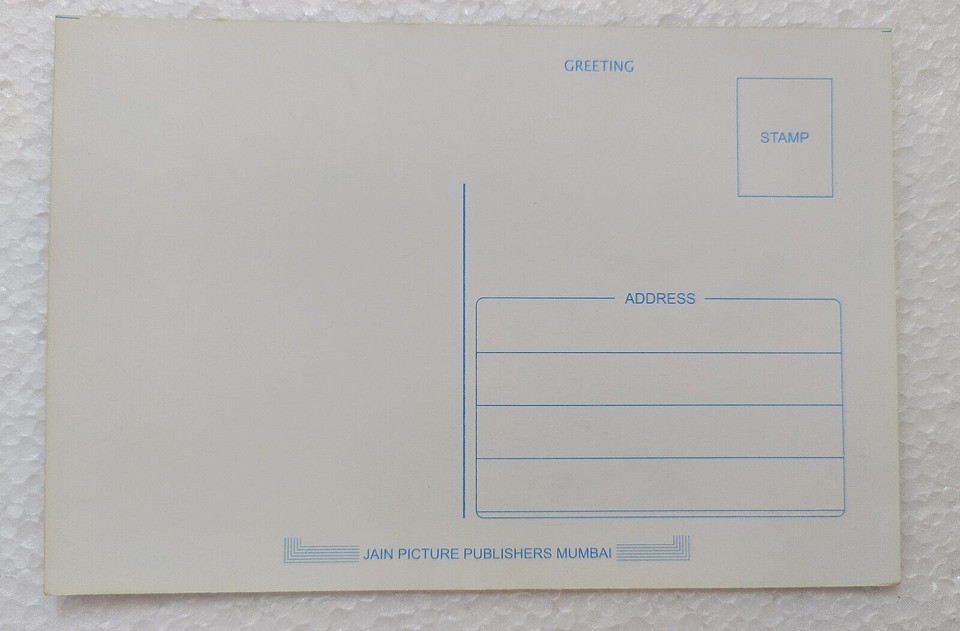 GREETING
STAMP
ADDRESS
JAIN PICTURE PUBLISHERS MUMBAI